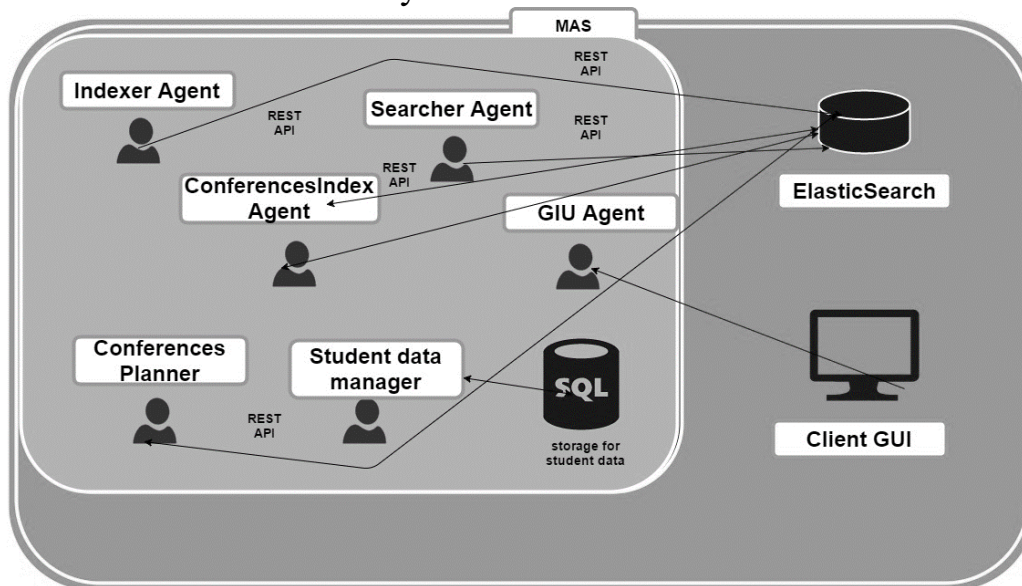 MAS
REST
API
Indexer Agent
Searcher Agent
REST
API
REST
API
REST
API
ConferencesIndex
Agent
ElasticSearch
GIU Agent
Conferences
Planner
Student data
manager
SQL
REST
API
storage for
student data
Client GUI